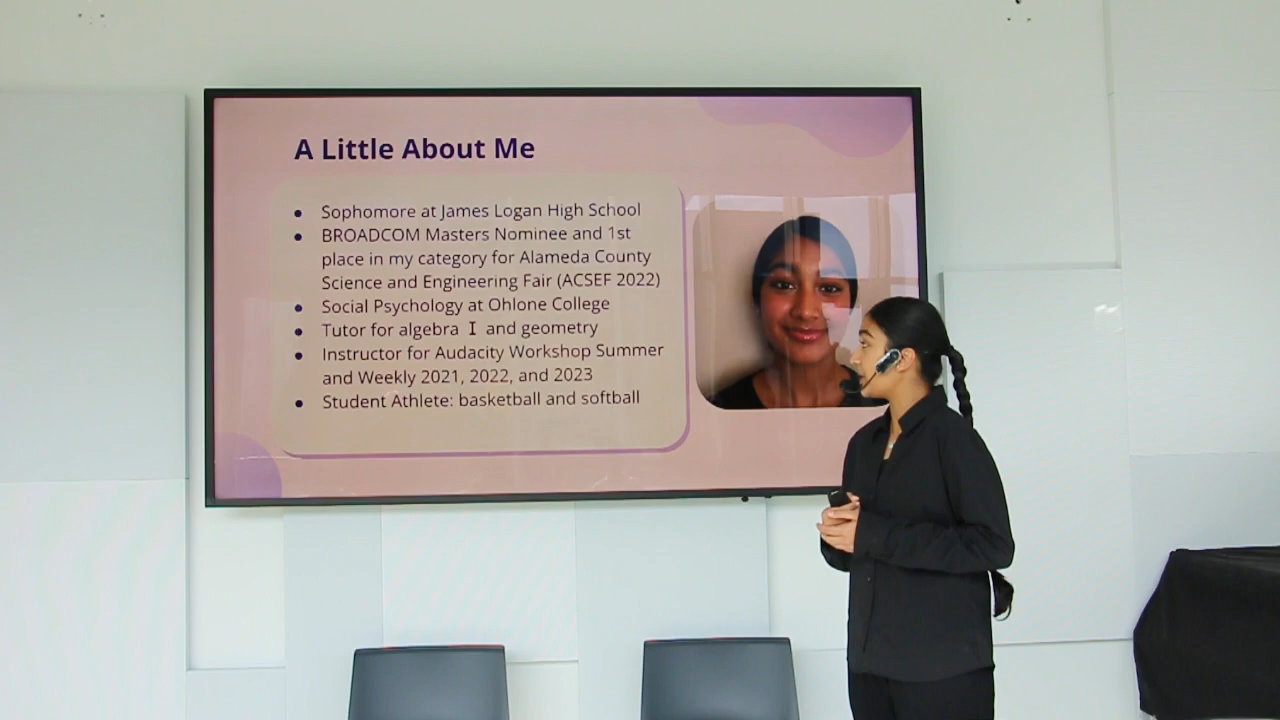 A Little About Me
● Sophomore at James Logan High School
● BROADCOM Masters Nominee and 1st
place in my category for Alameda County
Science and Engineering Fair (ACSEF 2022)
● Social Psychology at Ohlone College
● Tutor for algebra I and geometry
● Instructor for Audacity Workshop Summer
and Weekly 2021, 2022, and 2023
● Student Athlete: basketball and softball